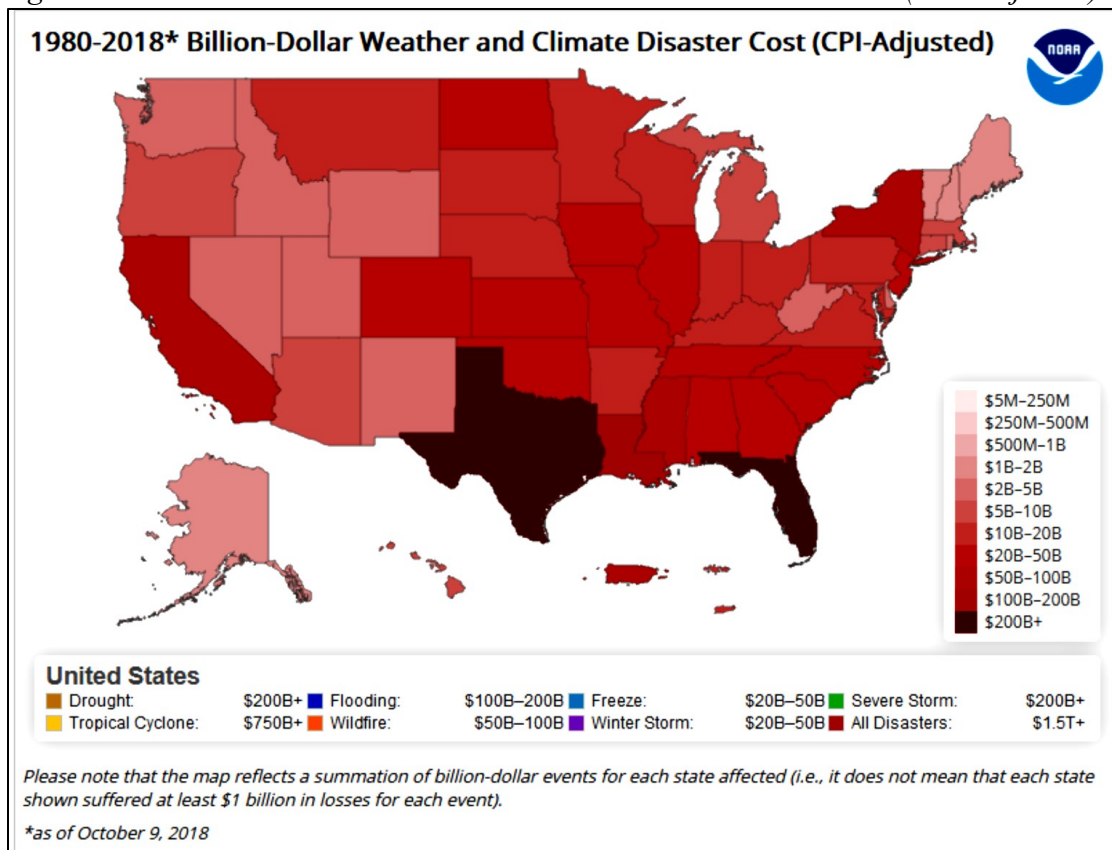 1980-2018* Billion-Dollar Weather and Climate Disaster Cost (CPI-Adjusted)
NOAA
$5M–250M
$250M–500M
$500M–1B
$1B–2B
$2B–5B
$5B–10B
$10B–20B
$20B–50B
$50B–100B
$100B–200B
$200B+
United States
Drought: $200B+ Flooding: $100B–200B Freeze: $20B–50B Severe Storm: $200B+
Tropical Cyclone: $750B+ Wildfire: $50B–100B Winter Storm: $20B–50B All Disasters: $1.5T+
Please note that the map reflects a summation of billion-dollar events for each state affected (i.e., it does not mean that each state
shown suffered at least $1 billion in losses for each event).
*as of October 9, 2018